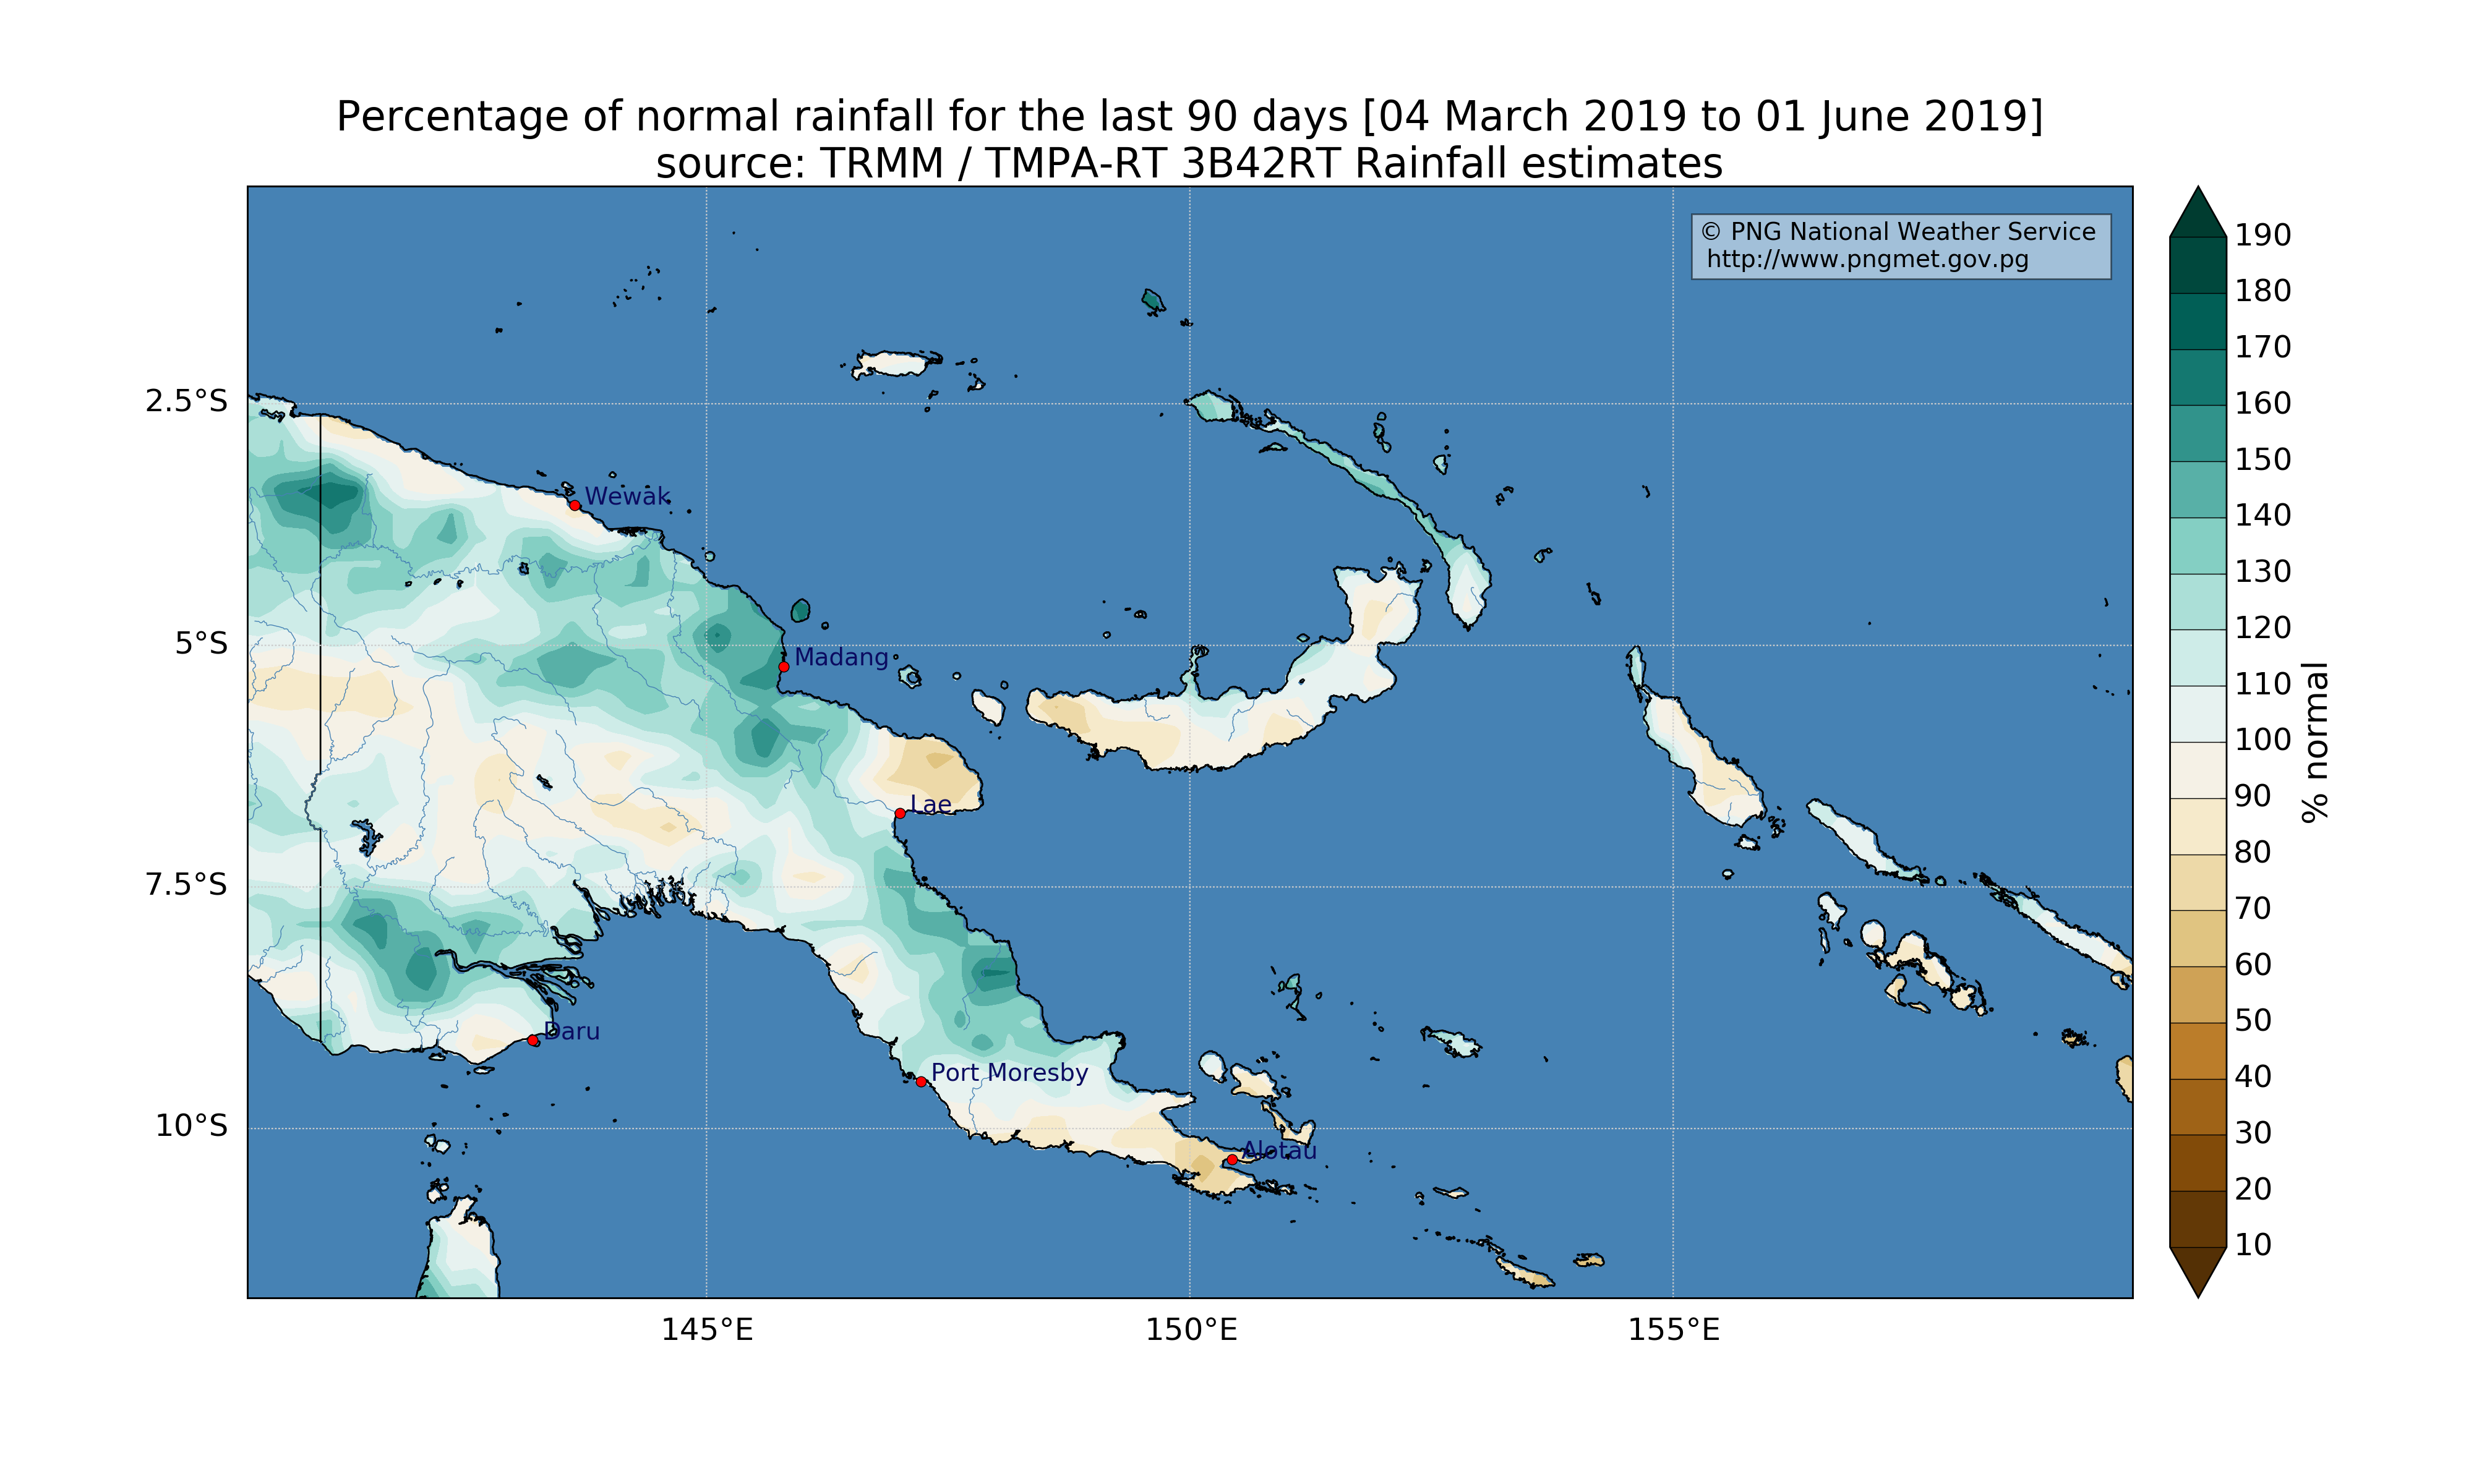 Percentage of normal rainfall for the last 90 days [04 March 2019 to 01 June 2019]
source: TRMM / TMPA-RT 3B42RT Rainfall estimates
© PNG National Weather Service
http://www.pngmet.gov.pg
2.5°S
5°S
7.5°S
10°S
Wewak
Madang
Lae
Daru
Port Moresby
Alotau
145°E
150°E
155°E
190
180
170
160
150
140
130
120
110
100
90
80
70
60
50
40
30
20
10
% normal